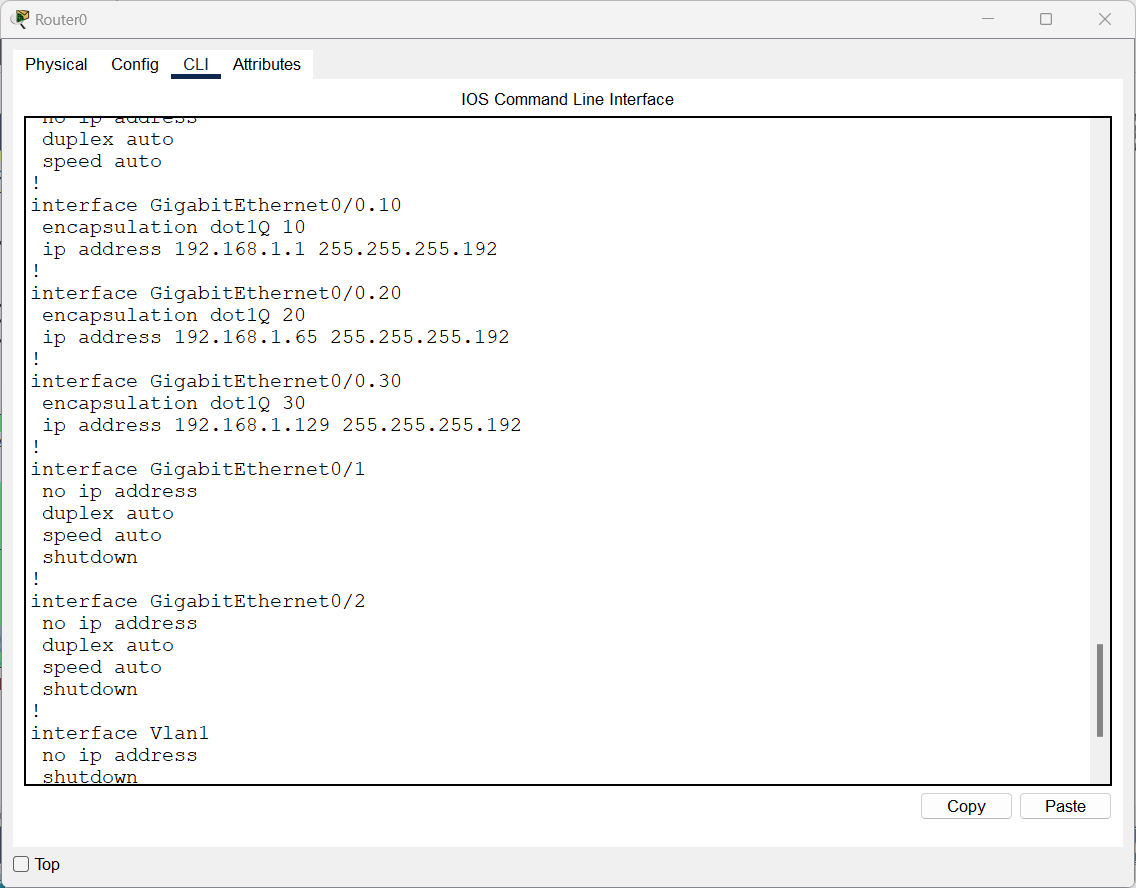 Router0
Physical Config CLI Attributes
IOS Command Line Interface
no ip address
duplex auto
speed auto
!
interface GigabitEthernet0/0.10
encapsulation dot1Q 10
ip address 192.168.1.1 255.255.255.192
!
interface GigabitEthernet0/0.20
encapsulation dot1Q 20
ip address 192.168.1.65 255.255.255.192
!
interface GigabitEthernet0/0.30
encapsulation dot1Q 30
ip address 192.168.1.129 255.255.255.192
!
interface GigabitEthernet0/1
no ip address
duplex auto
speed auto
shutdown
!
interface GigabitEthernet0/2
no ip address
duplex auto
speed auto
shutdown
!
interface Vlan1
no ip address
shutdown
Copy Paste
Top